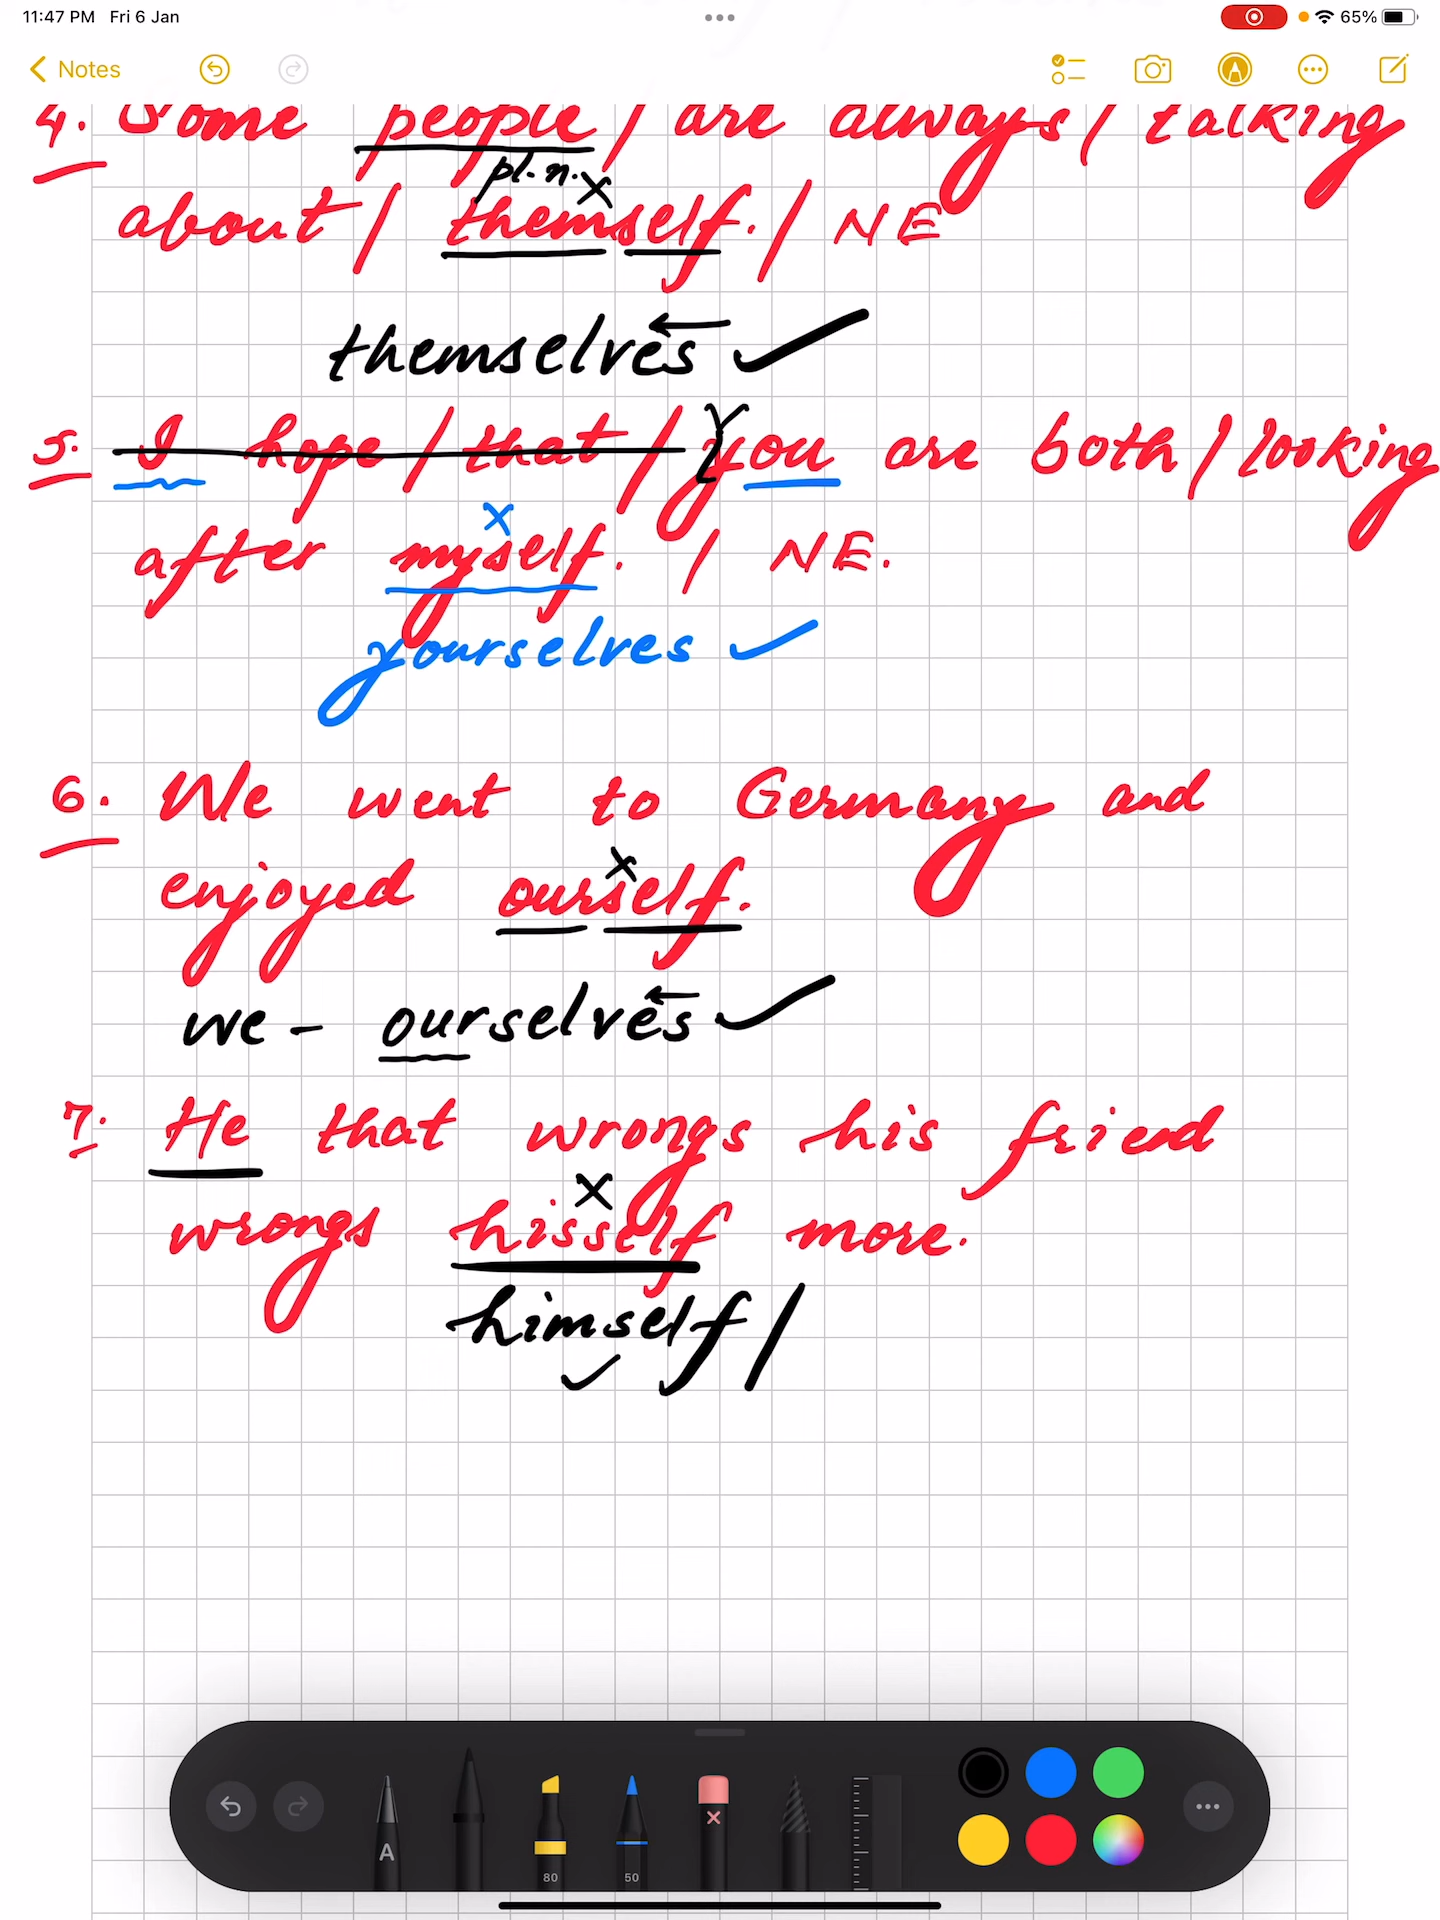 11:47 PM Fri 6 Jan 65%
Notes
4. Some people / are always / talking
pl. n. x
about / themself. / NE
themselves ✓
5. I hope / that / you are both / looking
x
after myself. / NE.
yourselves ✓
6. We went to Germany and
x
enjoyed ourself.
we - ourselves ✓
7. He that wrongs his friend
x
wrongs hisself more.
himself /
✓
A 80 50